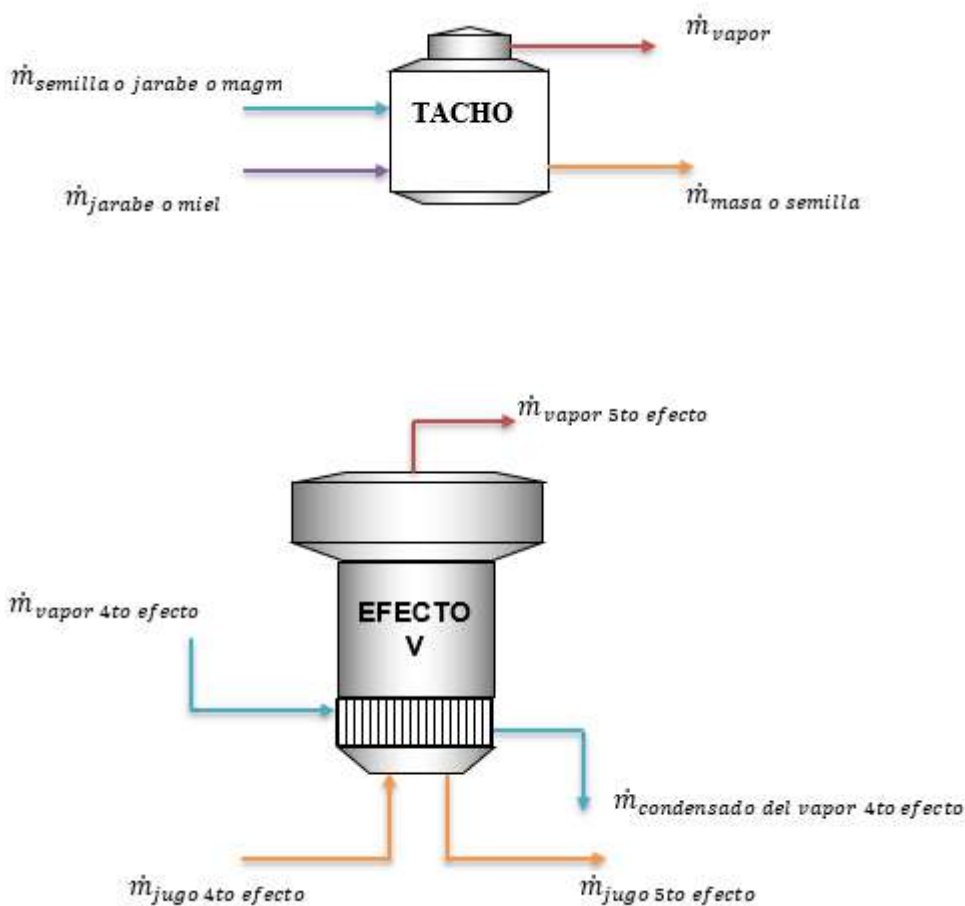 ṁvapor
ṁsemilla o jarabe o magm
TACHO
ṁjarabe o miel
ṁmasa o semilla
ṁvapor 5to efecto
ṁvapor 4to efecto
EFECTO
V
ṁcondensado del vapor 4to efecto
ṁjugo 4to efecto
ṁjugo 5to efecto